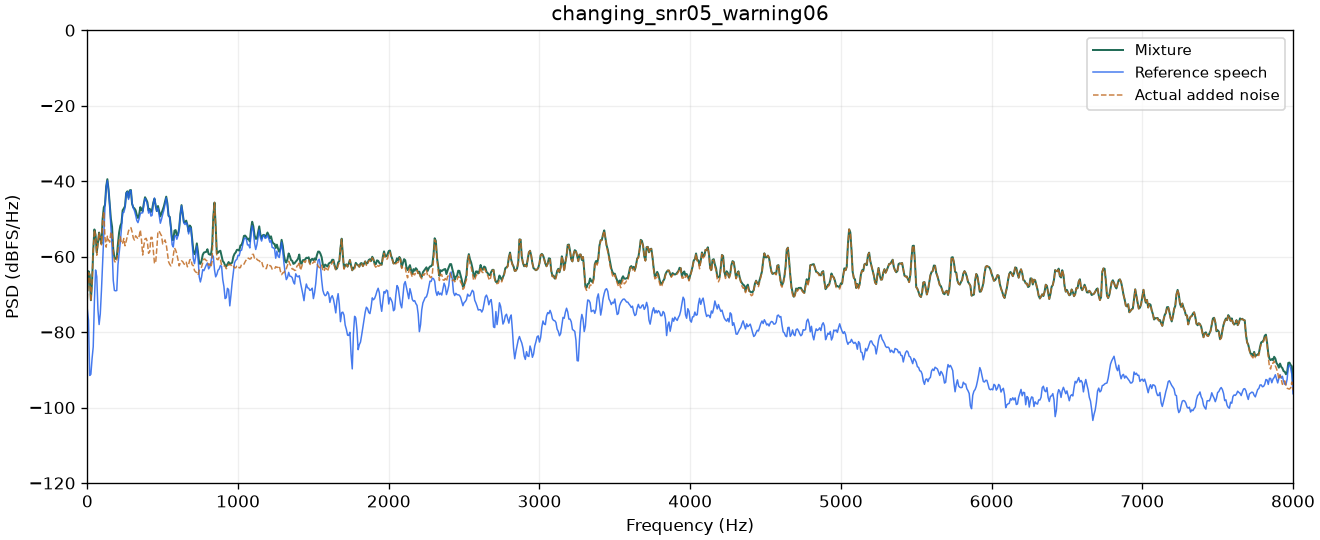 changing_snr05_warning06
PSD (dBFS/Hz)
0
−20
−40
−60
−80
−100
−120
Mixture
Reference speech
Actual added noise
0 1000 2000 3000 4000 5000 6000 7000 8000
Frequency (Hz)